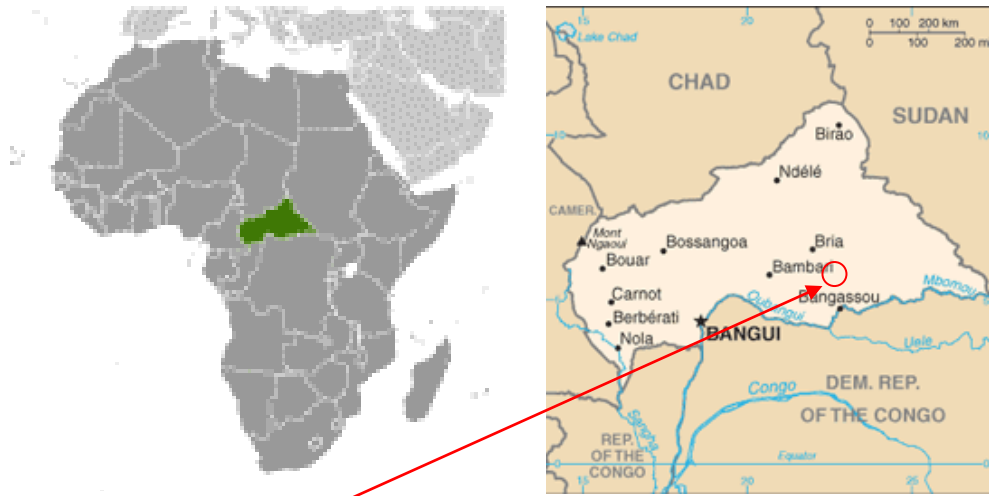 15
20
0 100 200 km
0 100 200 m
Lake Chad
CHAD
SUDAN
10
10
Birao
Ndélé
CAMER.
Mont
Ngaoui
Bossangoa
Bria
Bouar
Bambari
Mbomou
Carnot
Oubangui
Bangassou
Berbérati
BANGUI
Uele
Nola
Congo
DEM. REP.
OF THE CONGO
Sangha
REP.
OF THE
CONGO
Equator
0
0
15
20
25